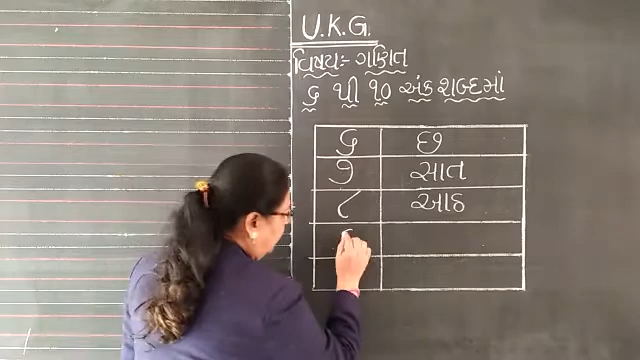 U.K.G.
વિષય:- ગણિત
૬ થી ૧૦ અંક શબ્દમાં
૬ છ
૭ સાત
૮ આઠ